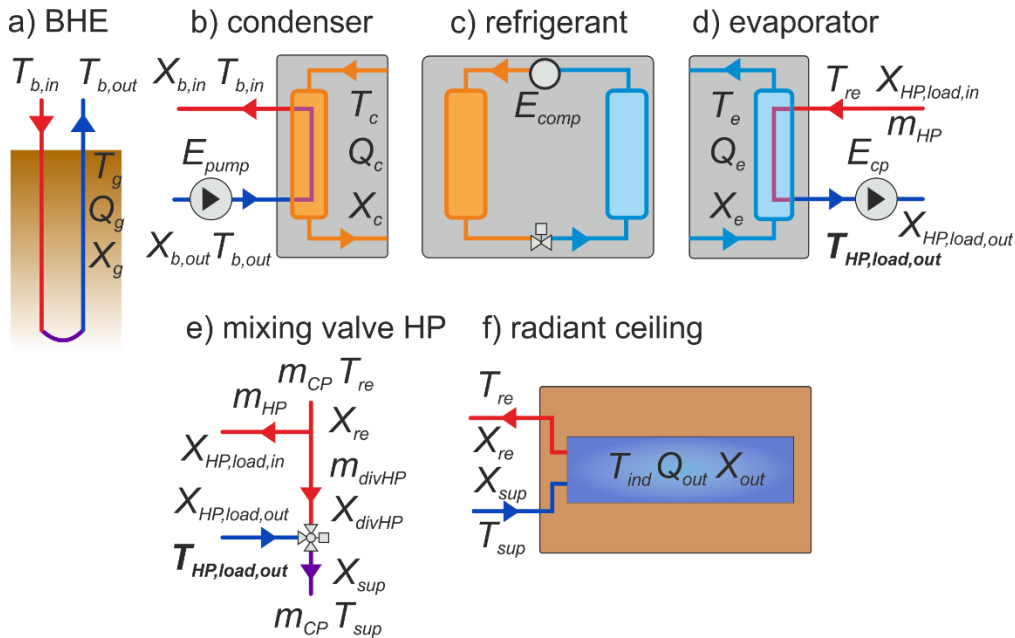 a) BHE
b) condenser
c) refrigerant
d) evaporator
T_b,in T_b,out
X_b,in T_b,in
T_re X_HP,load,in
m_HP
T_g
Q_g
X_g
E_pump
T_c
Q_c
X_c
E_comp
T_e
Q_e
X_e
E_cp
X_b,out T_b,out
X_HP,load,out
T_HP,load,out
e) mixing valve HP
f) radiant ceiling
m_CP T_re
m_HP
X_re
X_HP,load,in
m_divHP
X_HP,load,out
X_divHP
T_HP,load,out
X_sup
m_CP T_sup
T_re
X_re
X_sup
T_sup
T_ind Q_out X_out